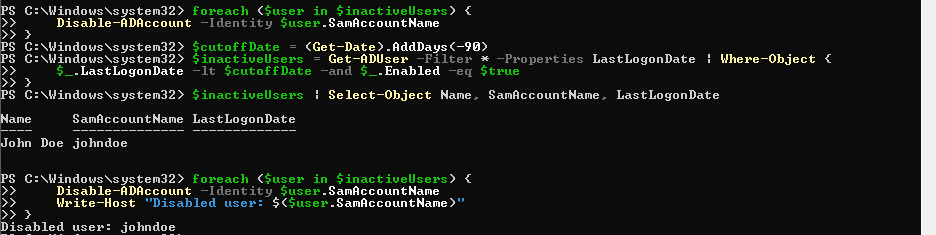 PS C:\Windows\system32> foreach ($user in $inactiveUsers) {
>>     Disable-ADAccount -Identity $user.SamAccountName
>> }
PS C:\Windows\system32> $cutoffDate = (Get-Date).AddDays(-90)
PS C:\Windows\system32> $inactiveUsers = Get-ADUser -Filter * -Properties LastLogonDate | Where-Object {
>>     $_.LastLogonDate -lt $cutoffDate -and $_.Enabled -eq $true
>> }
PS C:\Windows\system32> $inactiveUsers | Select-Object Name, SamAccountName, LastLogonDate
Name     SamAccountName LastLogonDate
----     -------------- -------------
John Doe johndoe
PS C:\Windows\system32> foreach ($user in $inactiveUsers) {
>>     Disable-ADAccount -Identity $user.SamAccountName
>>     Write-Host "Disabled user: $($user.SamAccountName)"
>> }
Disabled user: johndoe